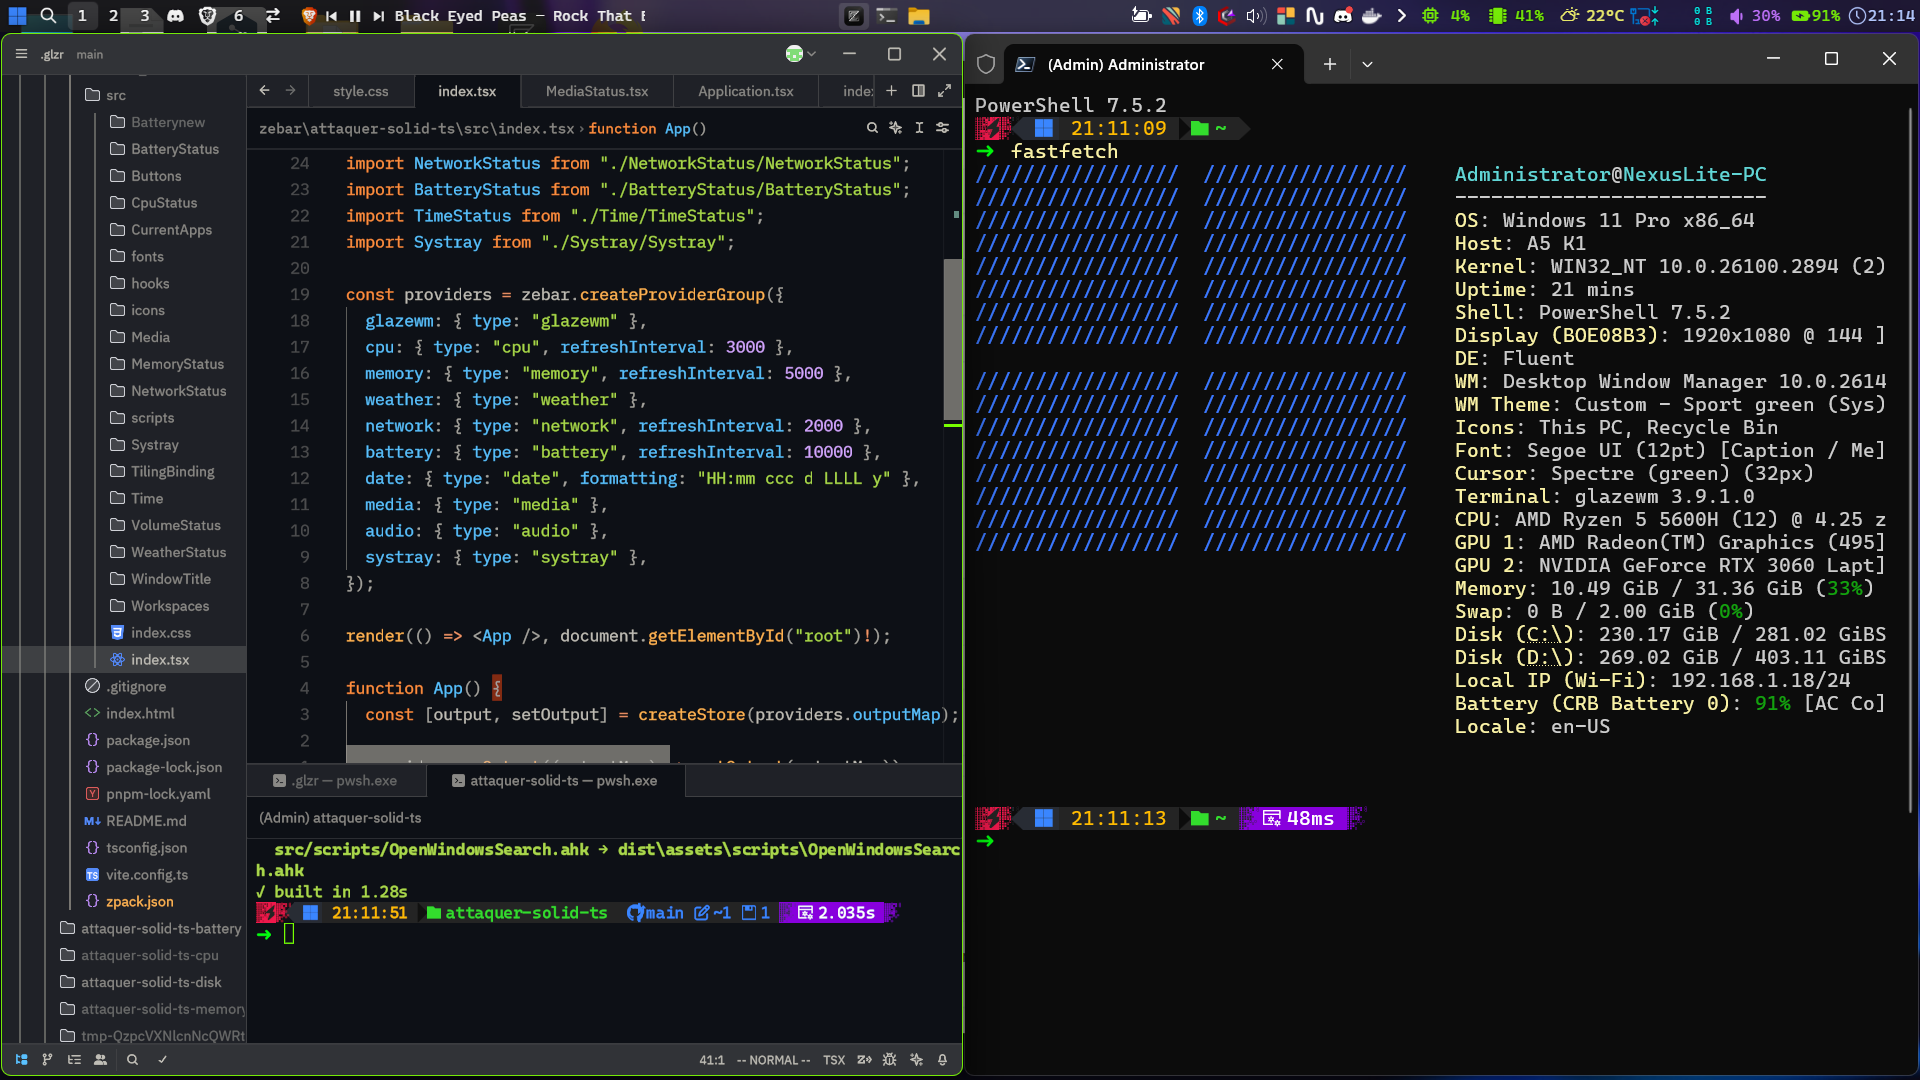 1 2 3 6 Black Eyed Peas – Rock That
4% 41% 22°C 0 B 0 B 30% 91% 21:14
.glzr main
src
Batterynew
BatteryStatus
Buttons
CpuStatus
CurrentApps
fonts
hooks
icons
Media
MemoryStatus
NetworkStatus
scripts
Systray
TilingBinding
Time
VolumeStatus
WeatherStatus
WindowTitle
Workspaces
index.css
index.tsx
.gitignore
index.html
package.json
package-lock.json
pnpm-lock.yaml
README.md
tsconfig.json
vite.config.ts
zpack.json
attaquer-solid-ts-battery
attaquer-solid-ts-cpu
attaquer-solid-ts-disk
attaquer-solid-ts-memory
tmp-QzpcVXNlcnNcQWRt
style.css index.tsx MediaStatus.tsx Application.tsx inde
zebar\attaquer-solid-ts\src\index.tsx › function App()
24 import NetworkStatus from "./NetworkStatus/NetworkStatus";
23 import BatteryStatus from "./BatteryStatus/BatteryStatus";
22 import TimeStatus from "./Time/TimeStatus";
21 import Systray from "./Systray/Systray";
20
19 const providers = zebar.createProviderGroup({
18 glazewm: { type: "glazewm" },
17 cpu: { type: "cpu", refreshInterval: 3000 },
16 memory: { type: "memory", refreshInterval: 5000 },
15 weather: { type: "weather" },
14 network: { type: "network", refreshInterval: 2000 },
13 battery: { type: "battery", refreshInterval: 10000 },
12 date: { type: "date", formatting: "HH:mm ccc d LLLL y" },
11 media: { type: "media" },
10 audio: { type: "audio" },
9 systray: { type: "systray" },
8 });
7
6 render(() => <App />, document.getElementById("root")!);
5
4 function App() {
3 const [output, setOutput] = createStore(providers.outputMap);
2
.glzr — pwsh.exe attaquer-solid-ts — pwsh.exe
(Admin) attaquer-solid-ts
src/scripts/OpenWindowsSearch.ahk → dist\assets\scripts\OpenWindowsSearc
h.ahk
✓ built in 1.28s
21:11:51 attaquer-solid-ts main ~1 1 2.035s
➜
41:1 -- NORMAL -- TSX
(Admin) Administrator
PowerShell 7.5.2
21:11:09 ~
➜ fastfetch
Administrator@NexusLite-PC
--------------------------
OS: Windows 11 Pro x86_64
Host: A5 K1
Kernel: WIN32_NT 10.0.26100.2894 (2)
Uptime: 21 mins
Shell: PowerShell 7.5.2
Display (BOE08B3): 1920x1080 @ 144 ]
DE: Fluent
WM: Desktop Window Manager 10.0.2614
WM Theme: Custom - Sport green (Sys)
Icons: This PC, Recycle Bin
Font: Segoe UI (12pt) [Caption / Me]
Cursor: Spectre (green) (32px)
Terminal: glazewm 3.9.1.0
CPU: AMD Ryzen 5 5600H (12) @ 4.25 z
GPU 1: AMD Radeon(TM) Graphics (495]
GPU 2: NVIDIA GeForce RTX 3060 Lapt]
Memory: 10.49 GiB / 31.36 GiB (33%)
Swap: 0 B / 2.00 GiB (0%)
Disk (C:\): 230.17 GiB / 281.02 GiBS
Disk (D:\): 269.02 GiB / 403.11 GiBS
Local IP (Wi-Fi): 192.168.1.18/24
Battery (CRB Battery 0): 91% [AC Co]
Locale: en-US
21:11:13 ~ 48ms
➜